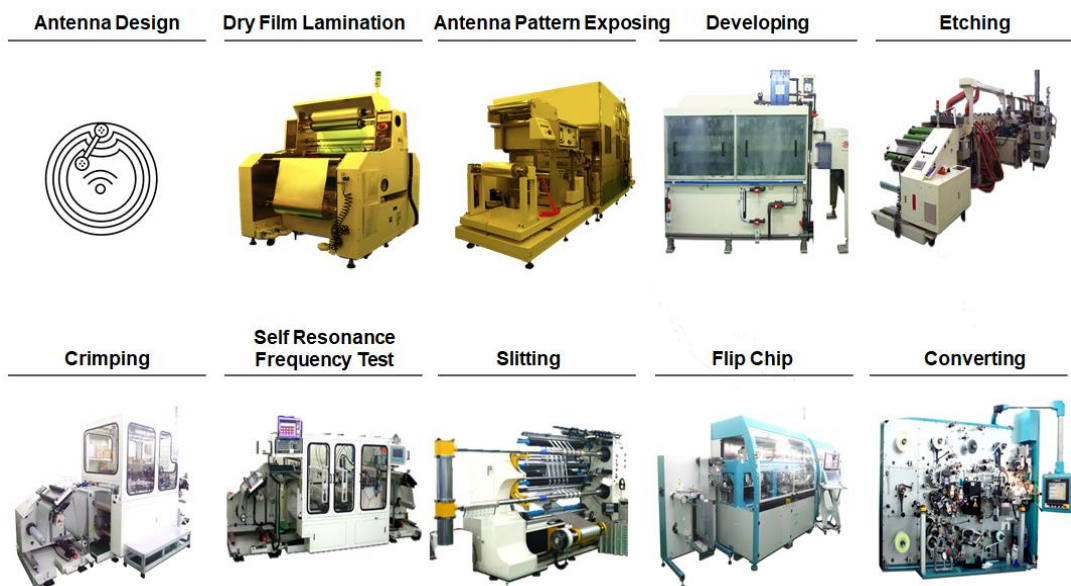 Antenna Design
Dry Film Lamination
Antenna Pattern Exposing
Developing
Etching
Crimping
Self Resonance
Frequency Test
Slitting
Flip Chip
Converting